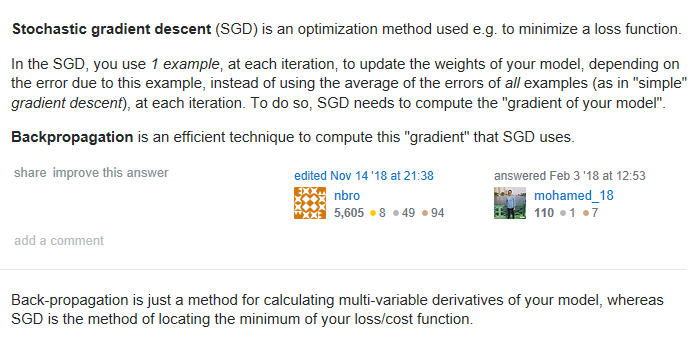 Stochastic gradient descent (SGD) is an optimization method used e.g. to minimize a loss function.
In the SGD, you use 1 example, at each iteration, to update the weights of your model, depending on
the error due to this example, instead of using the average of the errors of all examples (as in "simple"
gradient descent), at each iteration. To do so, SGD needs to compute the "gradient of your model".
Backpropagation is an efficient technique to compute this "gradient" that SGD uses.
share improve this answer
edited Nov 14 '18 at 21:38
nbro
5,605 ●8 ●49 ●94
answered Feb 3 '18 at 12:53
mohamed_18
110 ●1 ●7
add a comment
Back-propagation is just a method for calculating multi-variable derivatives of your model, whereas
SGD is the method of locating the minimum of your loss/cost function.